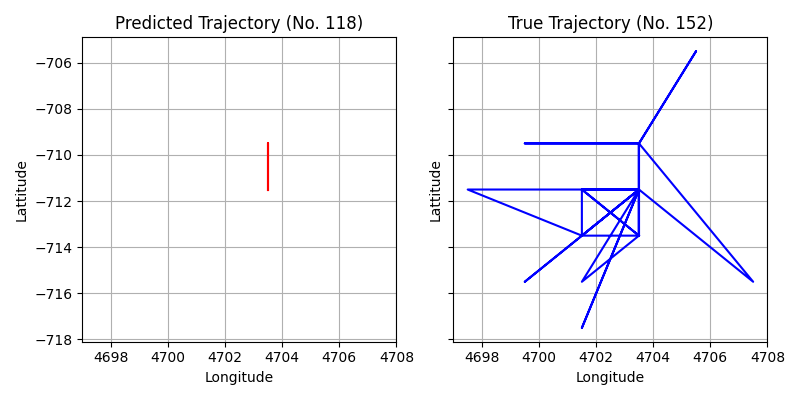 Predicted Trajectory (No. 118)
True Trajectory (No. 152)
−706
−708
−710
−712
−714
−716
−718
4698 4700 4702 4704 4706 4708
4698 4700 4702 4704 4706 4708
Lattitude
Lattitude
Longitude
Longitude